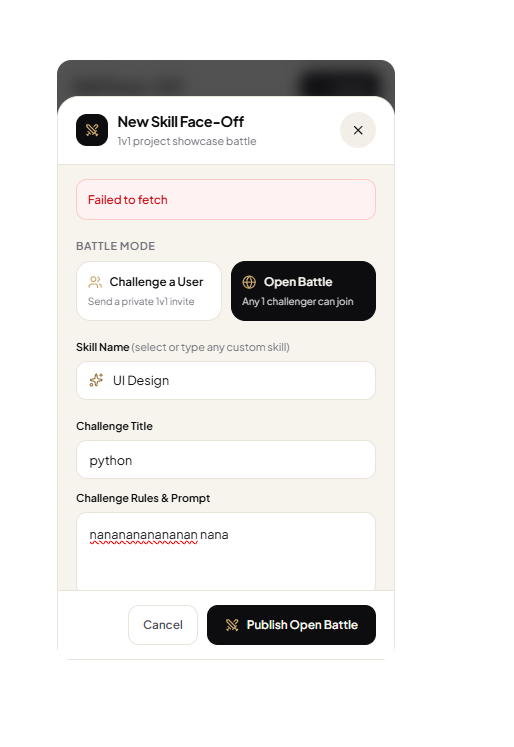 New Skill Face-Off
1v1 project showcase battle
Failed to fetch
BATTLE MODE
Challenge a User
Send a private 1v1 invite
Open Battle
Any 1 challenger can join
Skill Name (select or type any custom skill)
UI Design
Challenge Title
python
Challenge Rules & Prompt
nanananananana​nan nana
Cancel
Publish Open Battle